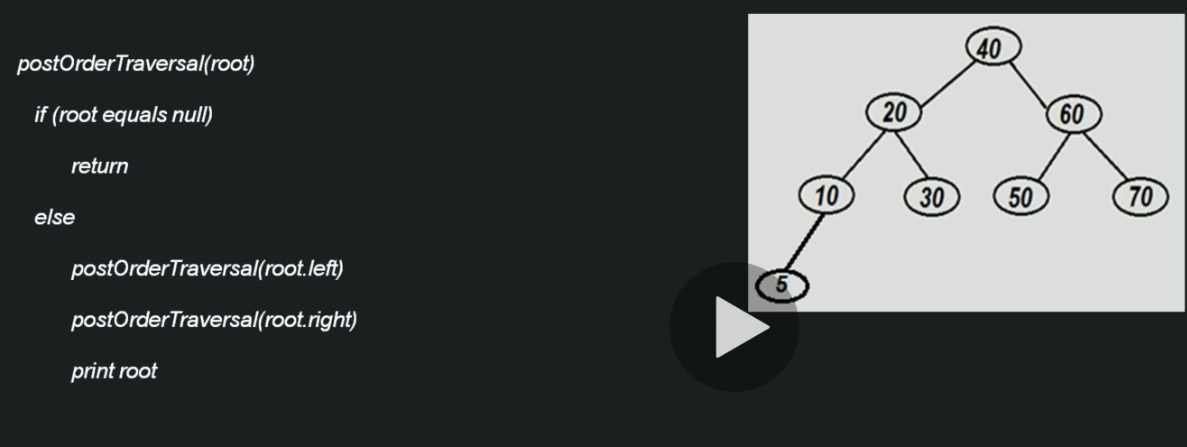 postOrderTraversal(root)
if (root equals null)
return
else
postOrderTraversal(root.left)
postOrderTraversal(root.right)
print root
40
20 60
10 30 50 70
5